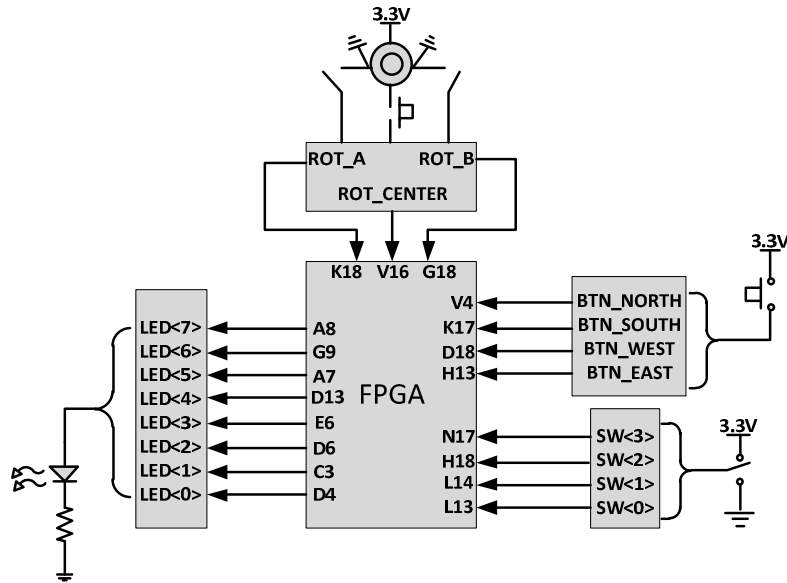 3.3V
ROT_A ROT_B
ROT_CENTER
K18 V16 G18
3.3V
V4 BTN_NORTH
K17 BTN_SOUTH
D18 BTN_WEST
H13 BTN_EAST
LED<7> A8
LED<6> G9
LED<5> A7
LED<4> D13
LED<3> E6
LED<2> D6
LED<1> C3
LED<0> D4
FPGA
3.3V
N17 SW<3>
H18 SW<2>
L14 SW<1>
L13 SW<0>